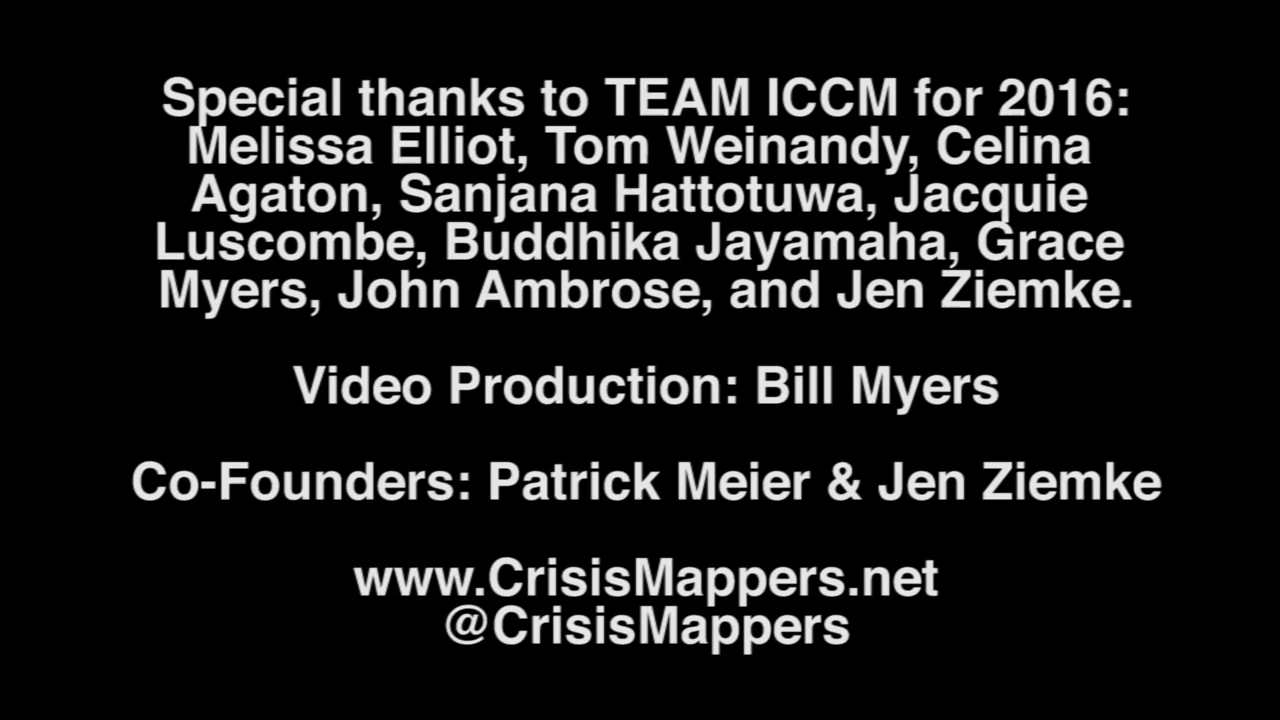 Special thanks to TEAM ICCM for 2016:
Melissa Elliot, Tom Weinandy, Celina
Agaton, Sanjana Hattotuwa, Jacquie
Luscombe, Buddhika Jayamaha, Grace
Myers, John Ambrose, and Jen Ziemke.
Video Production: Bill Myers
Co-Founders: Patrick Meier & Jen Ziemke
www.CrisisMappers.net
@CrisisMappers